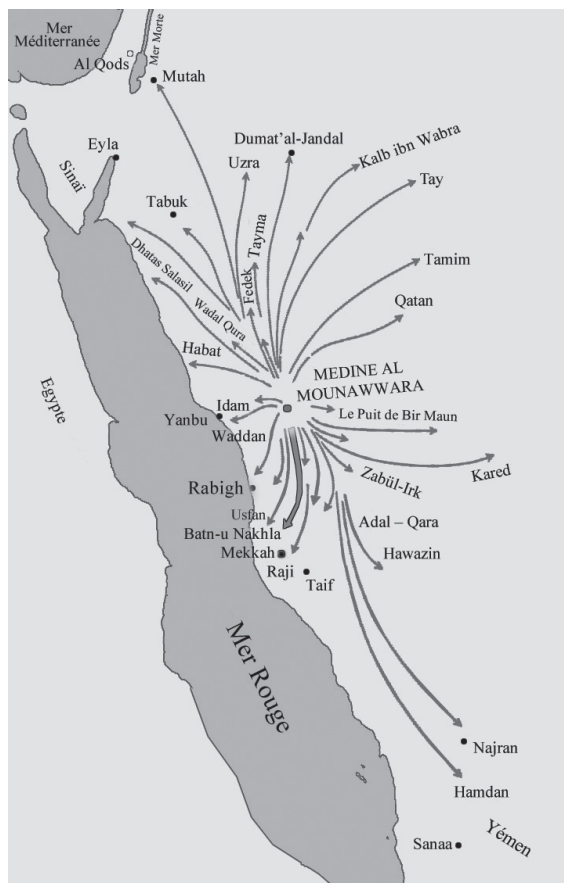 Mer
Méditerranée
Mer Morte
Al Qods
Mutah
Eyla
Dumat'al-Jandal
Uzra
Kalb ibn Wabra
Sinaï
Tay
Tabuk
Tayma
Dhatas Salasil
Fedek
Tamim
Wadal Qura
Qatan
Habat
MEDINE AL
MOUNAWWARA
Egypte
Idam
Le Puit de Bir Maun
Yanbu
Waddan
Zabül-Irk
Kared
Rabigh
Usfan
Adal – Qara
Batn-u Nakhla
Hawazin
Mekkah
Raji
Taif
Mer Rouge
Najran
Hamdan
Yémen
Sanaa